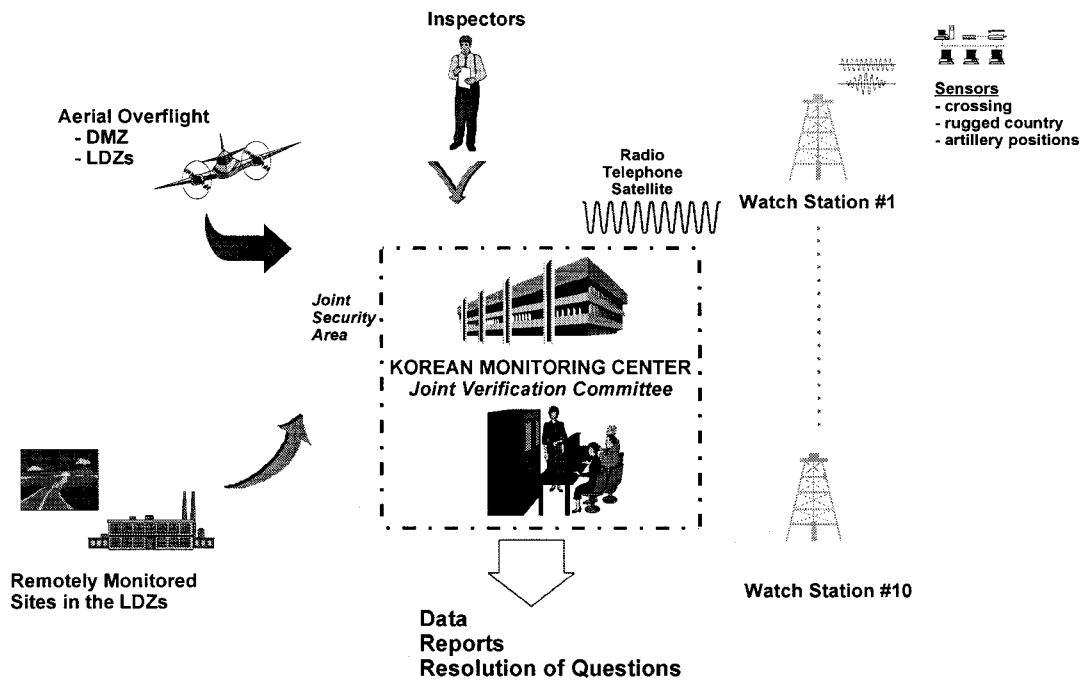 Inspectors
Aerial Overflight
- DMZ
- LDZs
Sensors
- crossing
- rugged country
- artillery positions
Radio
Telephone
Satellite
Watch Station #1
Joint
Security
Area
KOREAN MONITORING CENTER
Joint Verification Committee
Remotely Monitored
Sites in the LDZs
Watch Station #10
Data
Reports
Resolution of Questions